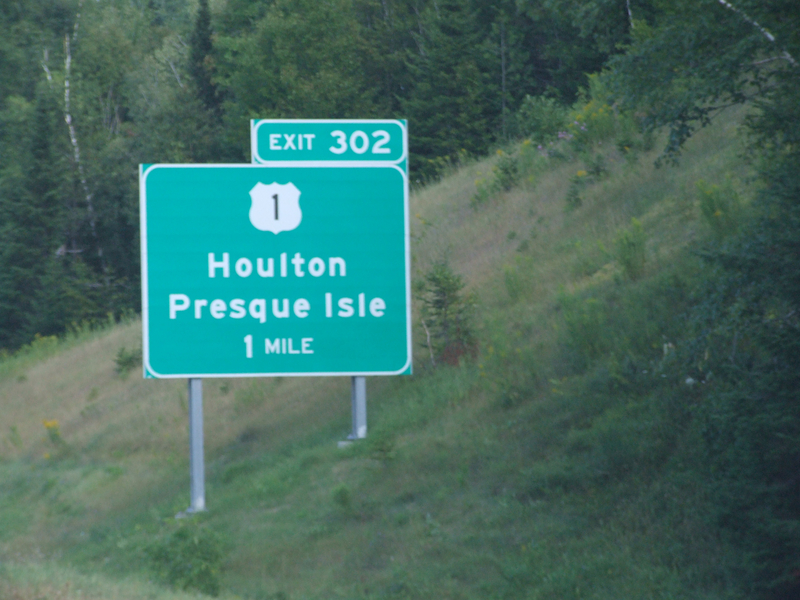 EXIT 302
1
Houlton
Presque Isle
1 MILE